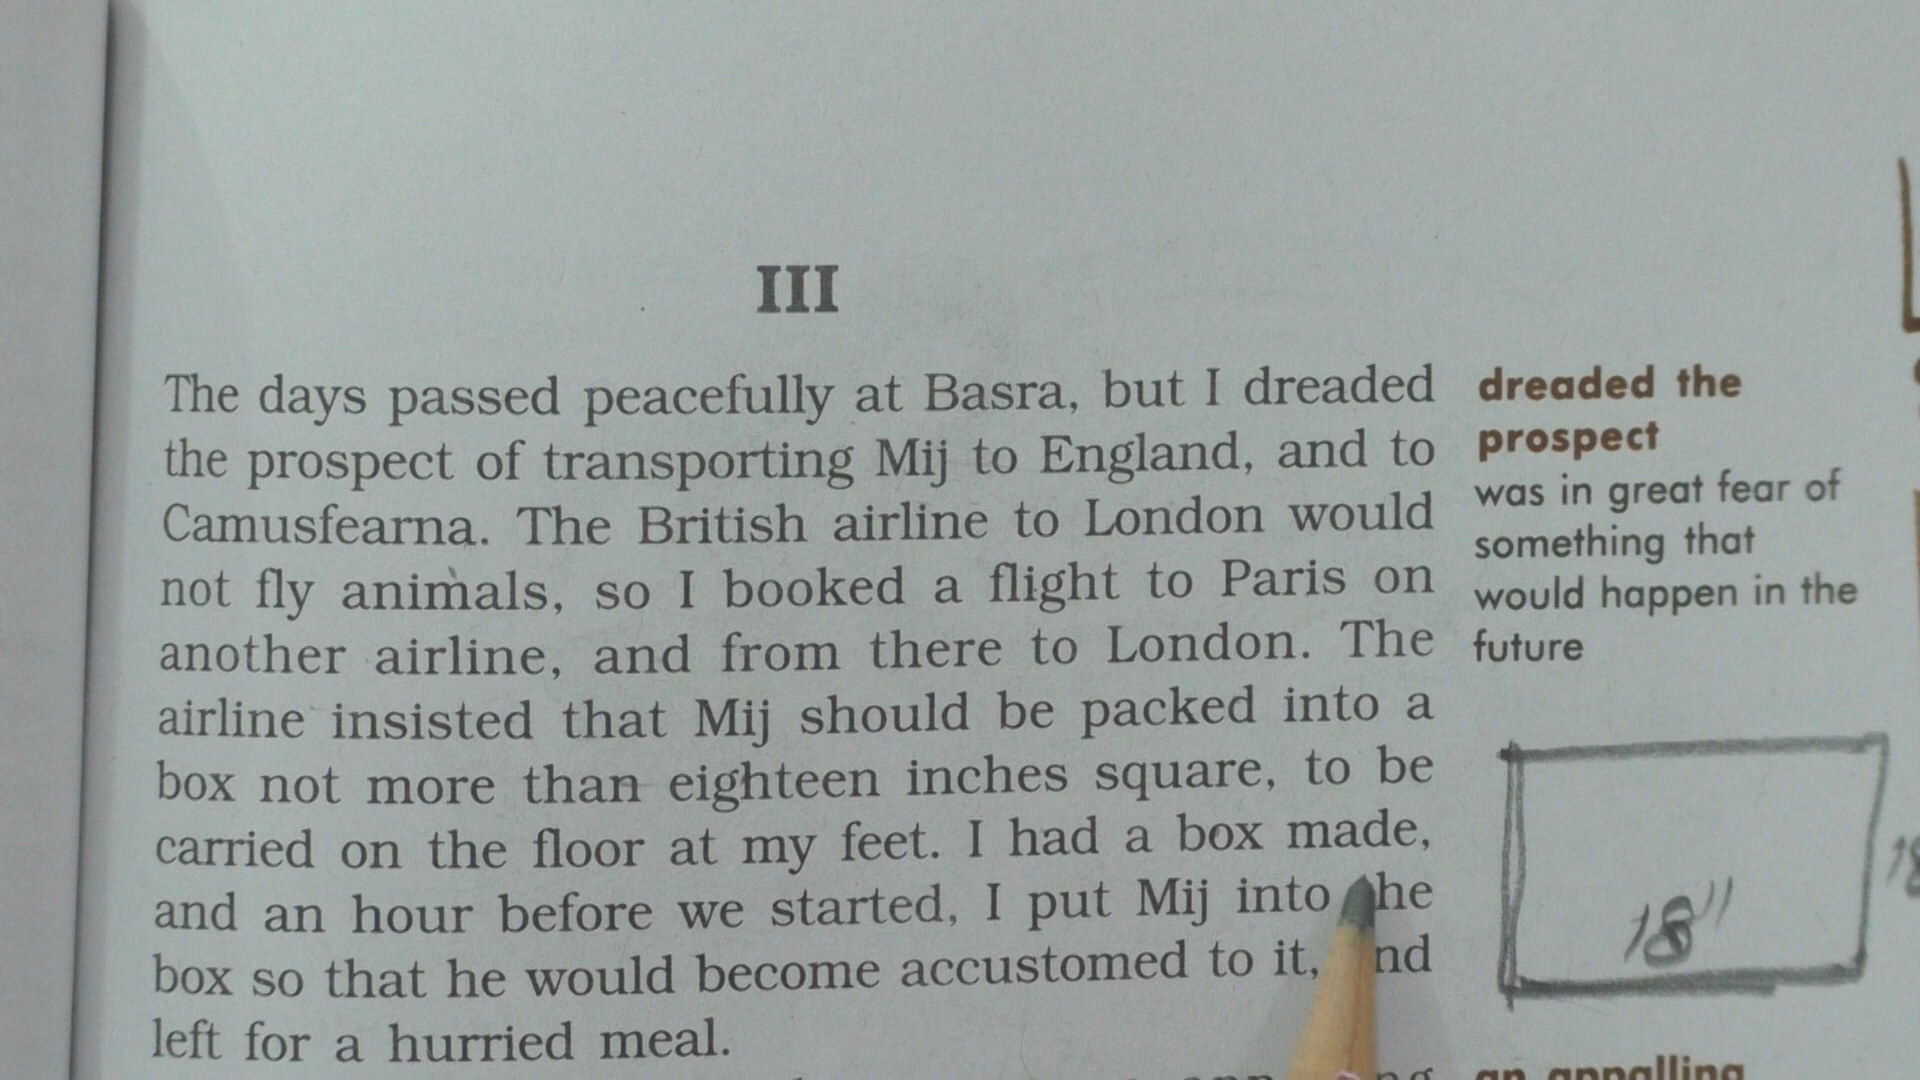 III
The days passed peacefully at Basra, but I dreaded
the prospect of transporting Mij to England, and to
Camusfearna. The British airline to London would
not fly animals, so I booked a flight to Paris on
another airline, and from there to London. The
airline insisted that Mij should be packed into a
box not more than eighteen inches square, to be
carried on the floor at my feet. I had a box made,
and an hour before we started, I put Mij into the
box so that he would become accustomed to it, and
left for a hurried meal.
dreaded the
prospect
was in great fear of
something that
would happen in the
future
18"
18
an appalling